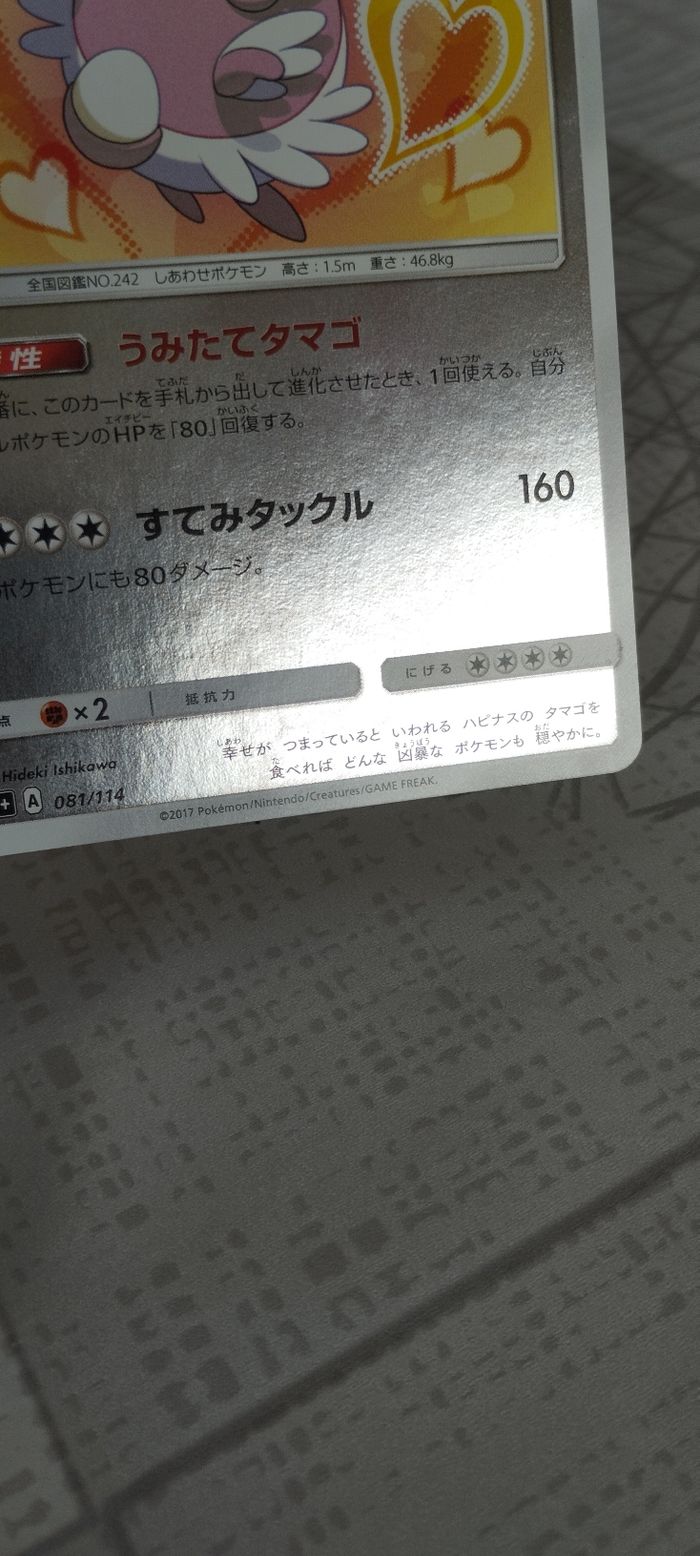 全国図鑑NO.242 しあわせポケモン 高さ：1.5m 重さ：46.8kg
性 うみたてタマゴ
番に、このカードを手札から出して進化させたとき、1回使える。自分
ルポケモンのHPを「80」回復する。
すてみタックル 160
ポケモンにも80ダメージ。
点 ×2 抵抗力 にげる
幸せが つまっていると いわれる ハピナスの タマゴを
食べれば どんな 凶暴な ポケモンも 穏やかに。
Hideki Ishikawa
+ A 081/114
©2017 Pokémon/Nintendo/Creatures/GAME FREAK.